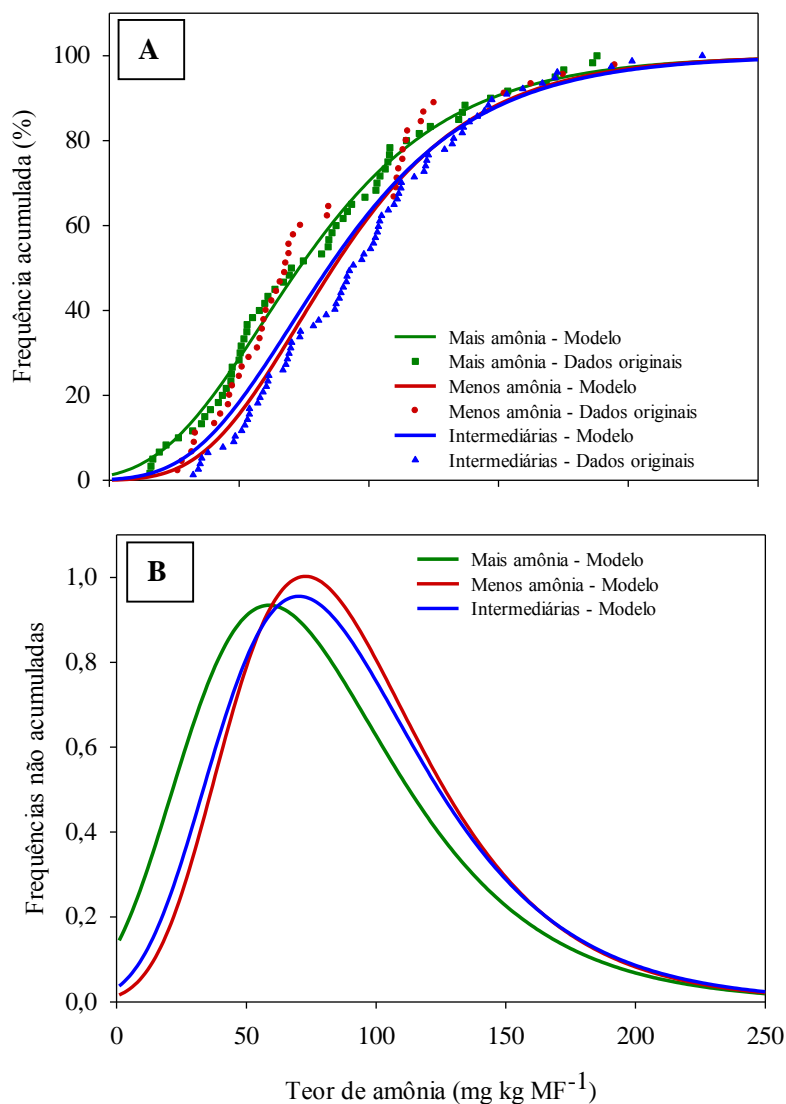 A
100
80
60
40
20
0
Frequência acumulada (%)
Mais amônia - Modelo
Mais amônia - Dados originais
Menos amônia - Modelo
Menos amônia - Dados originais
Intermediárias - Modelo
Intermediárias - Dados originais
B
1,0
0,8
0,6
0,4
0,2
0,0
Frequências não acumuladas
Mais amônia - Modelo
Menos amônia - Modelo
Intermediárias - Modelo
0 50 100 150 200 250
Teor de amônia (mg kg MF⁻¹)